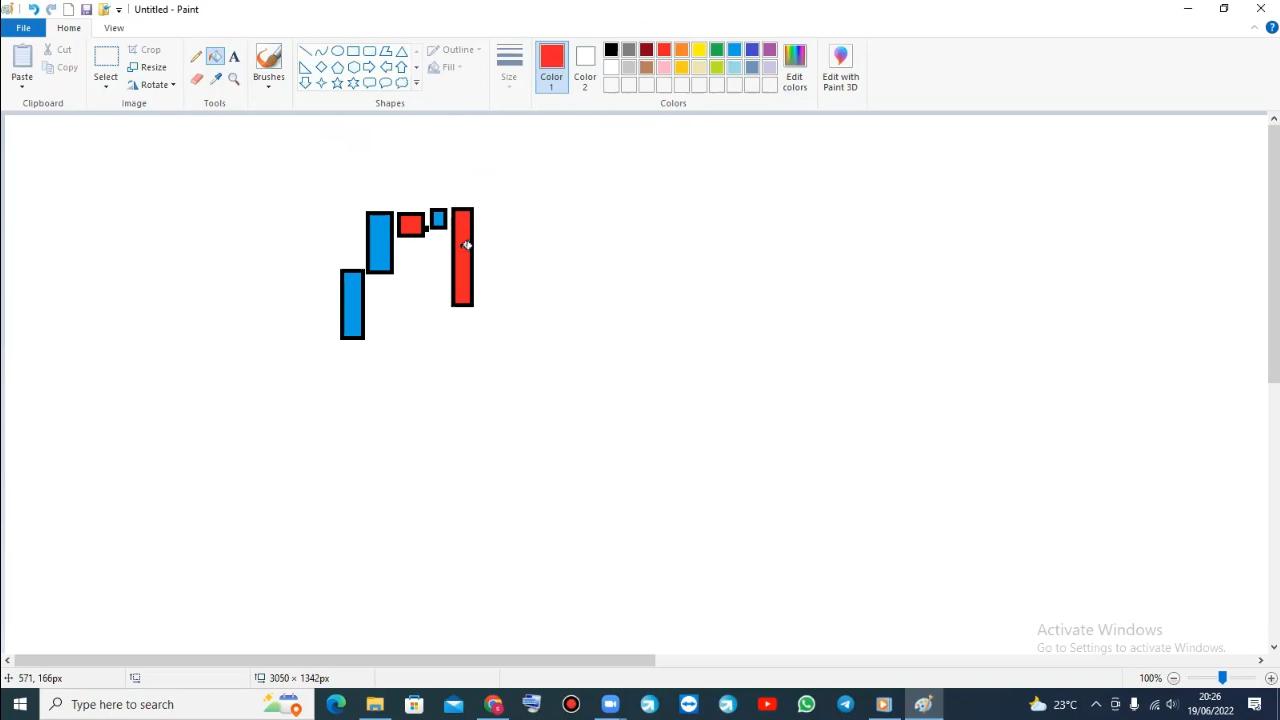 Untitled - Paint
File
Home
View
Paste
Cut
Copy
Clipboard
Select
Crop
Resize
Rotate
Image
A
Tools
Brushes
Shapes
Outline
Fill
Size
Color 1
Color 2
Colors
Edit colors
Edit with Paint 3D
Activate Windows
Go to Settings to activate Windows.
571, 166px
3050 × 1342px
100%
Type here to search
23°C
20:26
19/06/2022